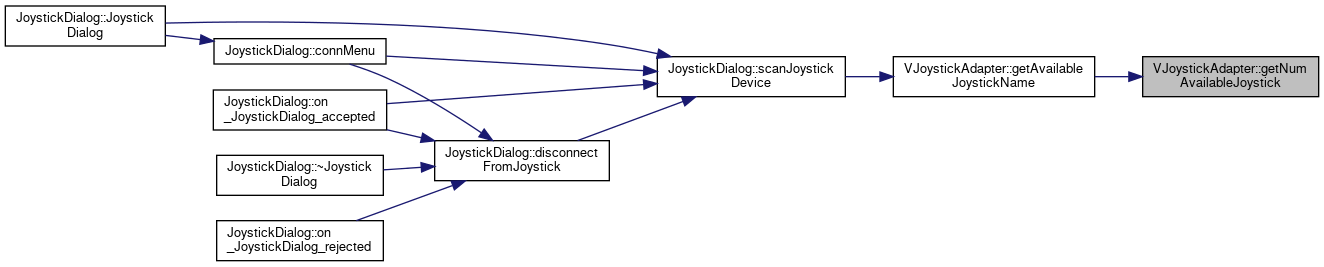 JoystickDialog::Joystick
Dialog
JoystickDialog::connMenu
JoystickDialog::on
_JoystickDialog_accepted
JoystickDialog::~Joystick
Dialog
JoystickDialog::on
_JoystickDialog_rejected
JoystickDialog::disconnect
FromJoystick
JoystickDialog::scanJoystick
Device
VJoystickAdapter::getAvailable
JoystickName
VJoystickAdapter::getNum
AvailableJoystick